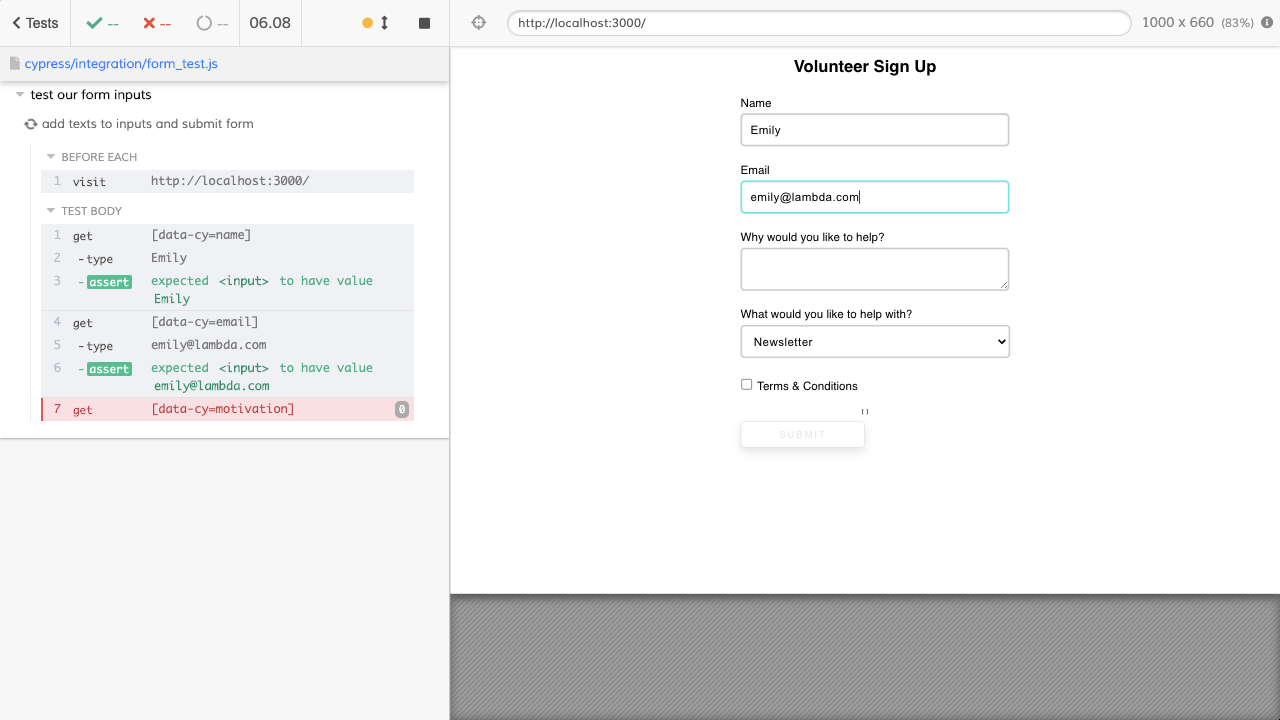 Tests -- -- -- 06.08
http://localhost:3000/ 1000 x 660 (83%)
cypress/integration/form_test.js
test our form inputs
add texts to inputs and submit form
BEFORE EACH
1 visit http://localhost:3000/
TEST BODY
1 get [data-cy=name]
2 -type Emily
3 -assert expected <input> to have value
Emily
4 get [data-cy=email]
5 -type emily@lambda.com
6 -assert expected <input> to have value
emily@lambda.com
7 get [data-cy=motivation] 0
Volunteer Sign Up
Name
Emily
Email
emily@lambda.com
Why would you like to help?
What would you like to help with?
Newsletter
Terms & Conditions
SUBMIT